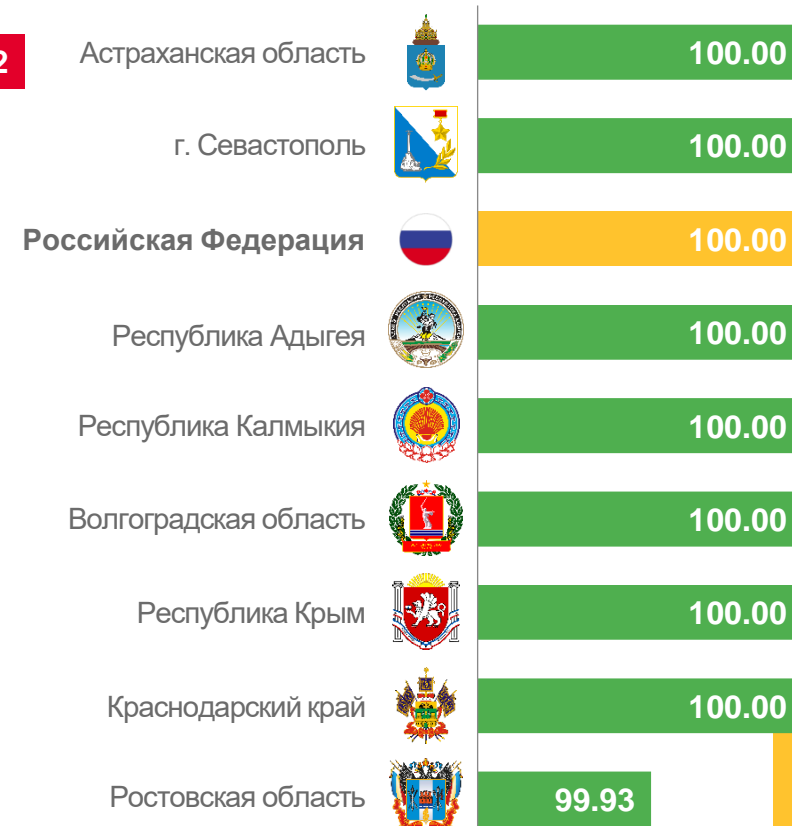 2
Астраханская область 100.00
г. Севастополь 100.00
Российская Федерация 100.00
Республика Адыгея 100.00
Республика Калмыкия 100.00
Волгоградская область 100.00
Республика Крым 100.00
Краснодарский край 100.00
Ростовская область 99.93